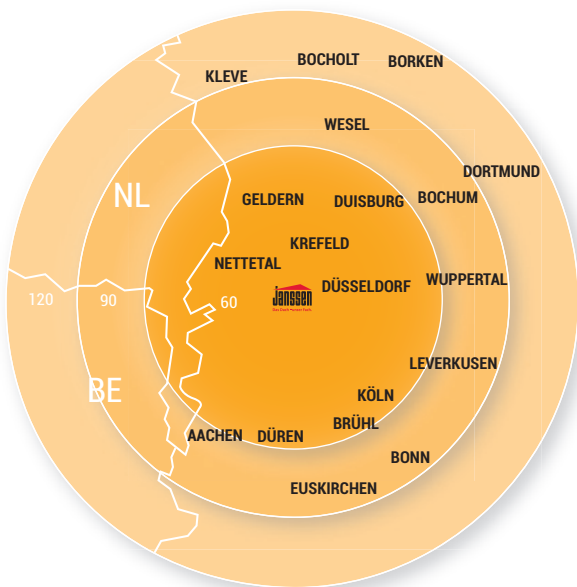 BOCHOLT
BORKEN
KLEVE
WESEL
DORTMUND
NL
GELDERN
DUISBURG
BOCHUM
KREFELD
NETTETAL
120
90
60
Janssen
DÜSSELDORF
WUPPERTAL
LEVERKUSEN
BE
KÖLN
BRÜHL
AACHEN
DÜREN
BONN
EUSKIRCHEN